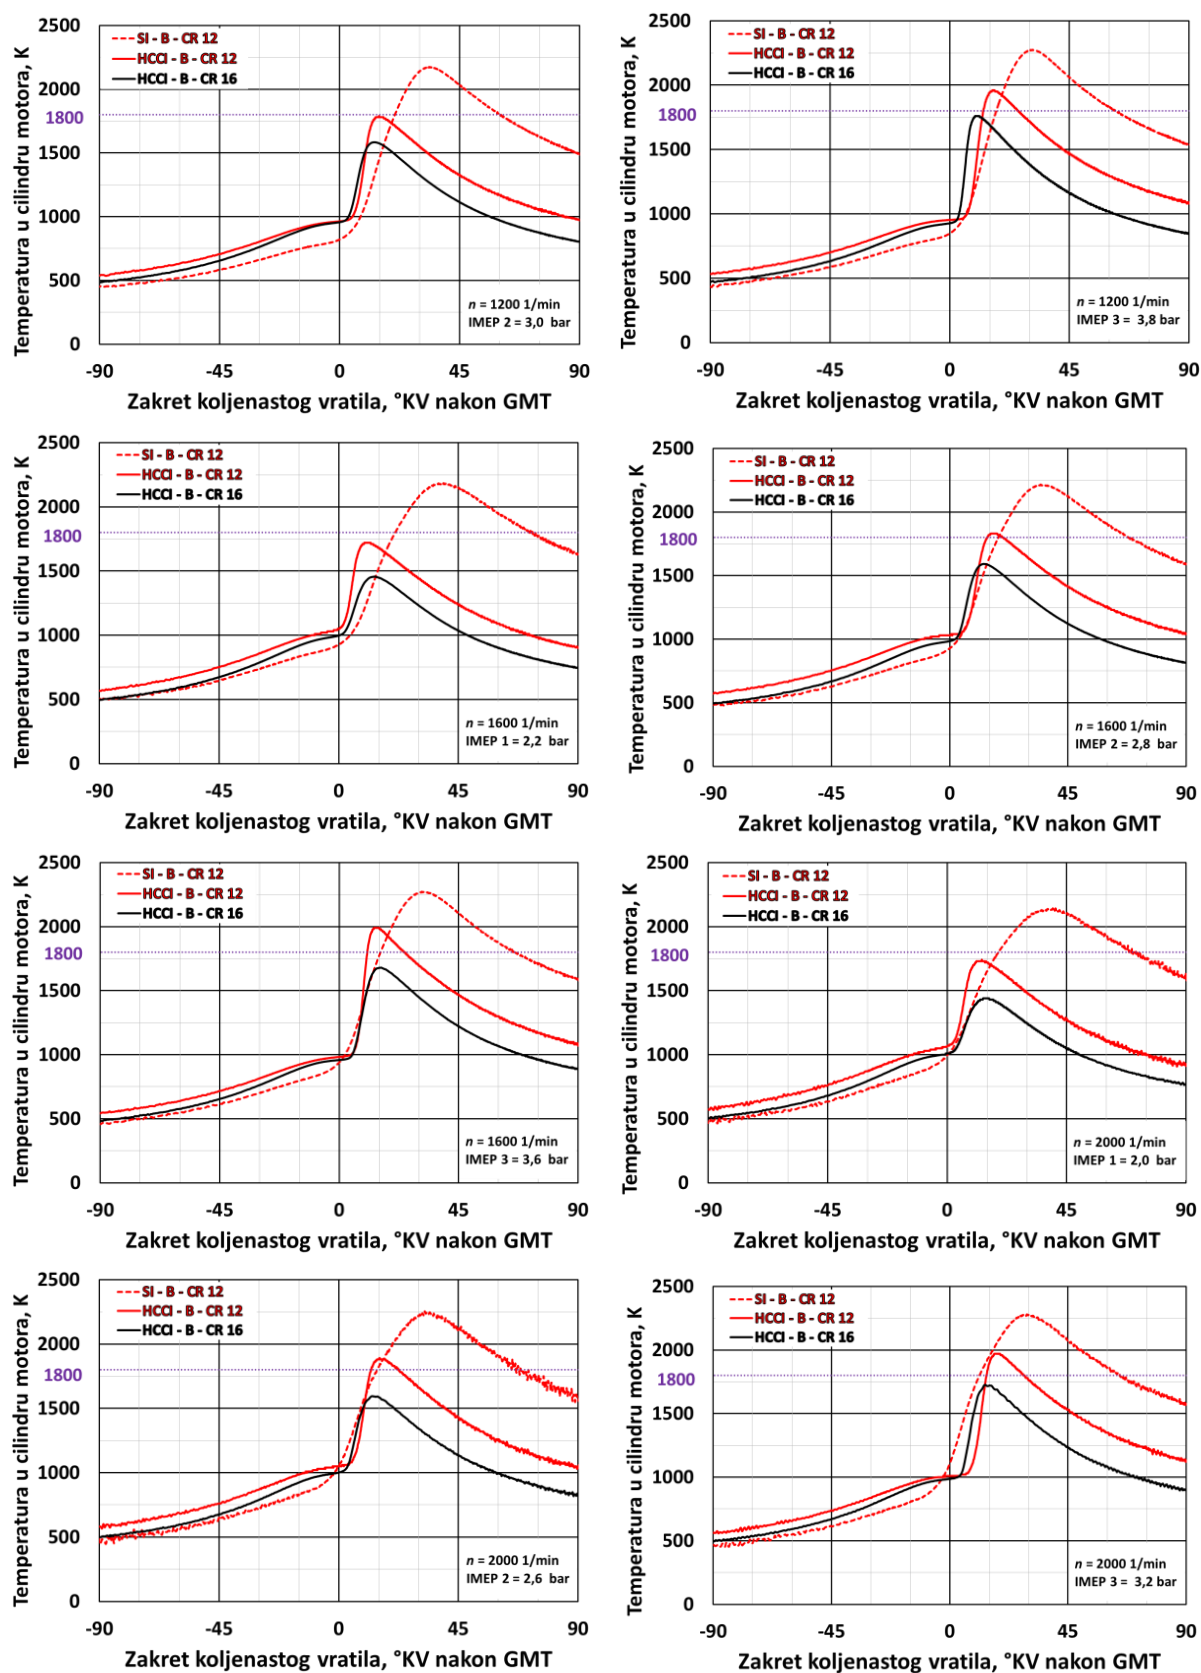 Temperatura u cilindru motora, K
2500
2000
1800
1500
1000
500
0
SI - B - CR 12
HCCI - B - CR 12
HCCI - B - CR 16
n = 1200 1/min
IMEP 2 = 3,0 bar
-90 -45 0 45 90
Zakret koljenastog vratila, °KV nakon GMT
Temperatura u cilindru motora, K
2500
2000
1800
1500
1000
500
0
SI - B - CR 12
HCCI - B - CR 12
HCCI - B - CR 16
n = 1200 1/min
IMEP 3 = 3,8 bar
-90 -45 0 45 90
Zakret koljenastog vratila, °KV nakon GMT
Temperatura u cilindru motora, K
2500
2000
1800
1500
1000
500
0
SI - B - CR 12
HCCI - B - CR 12
HCCI - B - CR 16
n = 1600 1/min
IMEP 1 = 2,2 bar
-90 -45 0 45 90
Zakret koljenastog vratila, °KV nakon GMT
Temperatura u cilindru motora, K
2500
2000
1800
1500
1000
500
0
SI - B - CR 12
HCCI - B - CR 12
HCCI - B - CR 16
n = 1600 1/min
IMEP 2 = 2,8 bar
-90 -45 0 45 90
Zakret koljenastog vratila, °KV nakon GMT
Temperatura u cilindru motora, K
2500
2000
1800
1500
1000
500
0
SI - B - CR 12
HCCI - B - CR 12
HCCI - B - CR 16
n = 1600 1/min
IMEP 3 = 3,6 bar
-90 -45 0 45 90
Zakret koljenastog vratila, °KV nakon GMT
Temperatura u cilindru motora, K
2500
2000
1800
1500
1000
500
0
SI - B - CR 12
HCCI - B - CR 12
HCCI - B - CR 16
n = 2000 1/min
IMEP 1 = 2,0 bar
-90 -45 0 45 90
Zakret koljenastog vratila, °KV nakon GMT
Temperatura u cilindru motora, K
2500
2000
1800
1500
1000
500
0
SI - B - CR 12
HCCI - B - CR 12
HCCI - B - CR 16
n = 2000 1/min
IMEP 2 = 2,6 bar
-90 -45 0 45 90
Zakret koljenastog vratila, °KV nakon GMT
Temperatura u cilindru motora, K
2500
2000
1800
1500
1000
500
0
SI - B - CR 12
HCCI - B - CR 12
HCCI - B - CR 16
n = 2000 1/min
IMEP 3 = 3,2 bar
-90 -45 0 45 90
Zakret koljenastog vratila, °KV nakon GMT